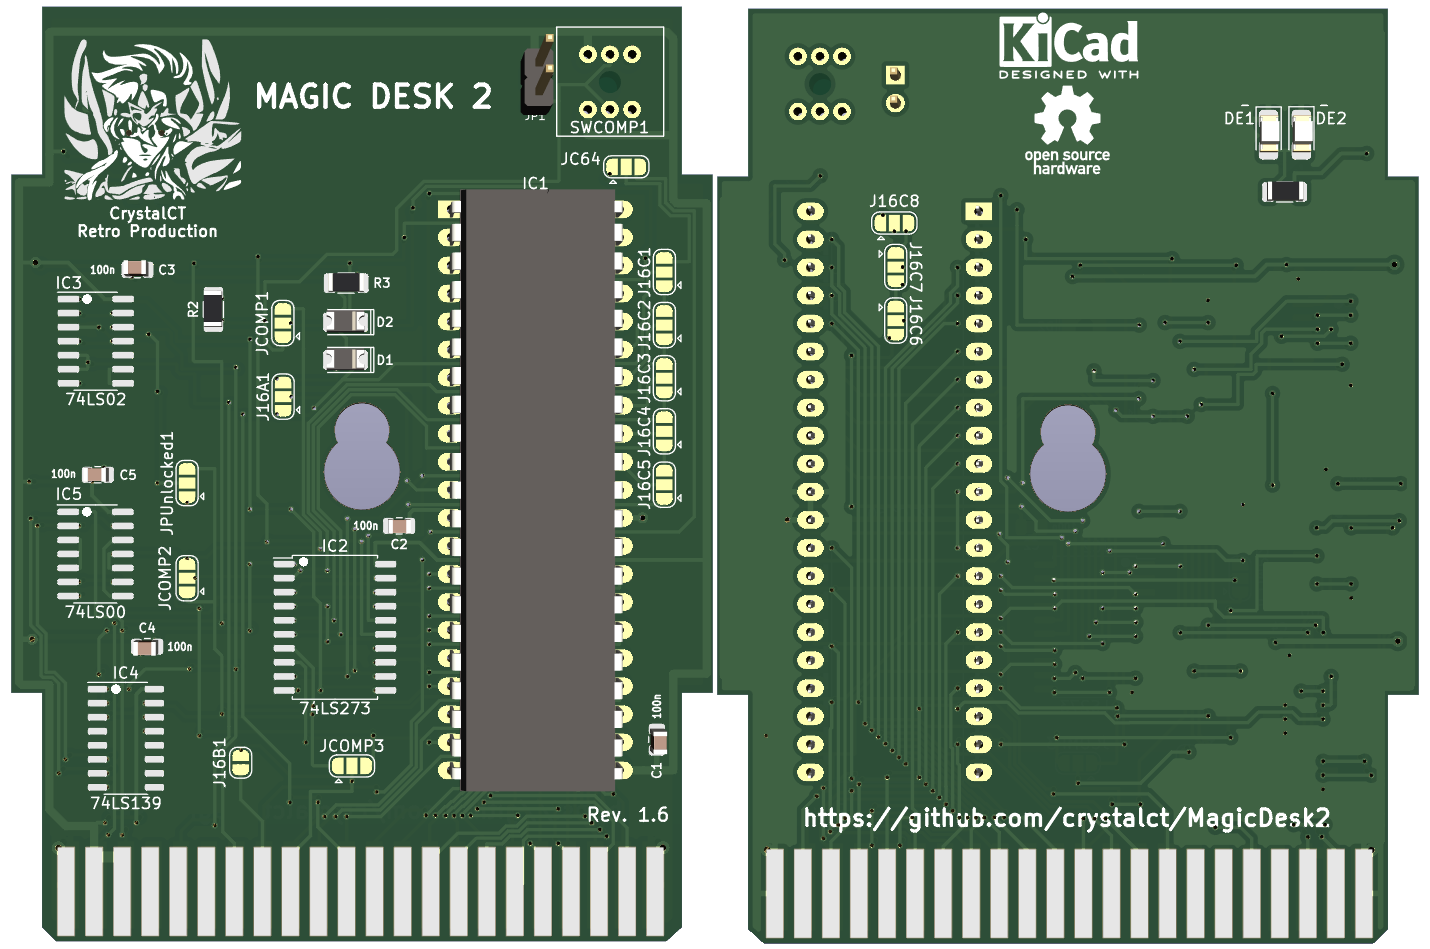 MAGIC DESK 2
JP1
SWCOMP1
JC64
IC1
CrystalCT
Retro Production
100n
C3
IC3
R2
JCOMP1
R3
D2
D1
J16A1
74LS02
J16C1
J16C2
J16C3
J16C4
J16C5
100n
C5
IC5
JPUnlocked1
100n
C2
IC2
JCOMP2
74LS00
C4
100n
IC4
74LS273
J16B1
JCOMP3
100n
C1
74LS139
Rev. 1.6
KiCad
DESIGNED WITH
open source
hardware
DE1
DE2
J16C8
J16C7
J16C6
https://github.com/crystalct/MagicDesk2